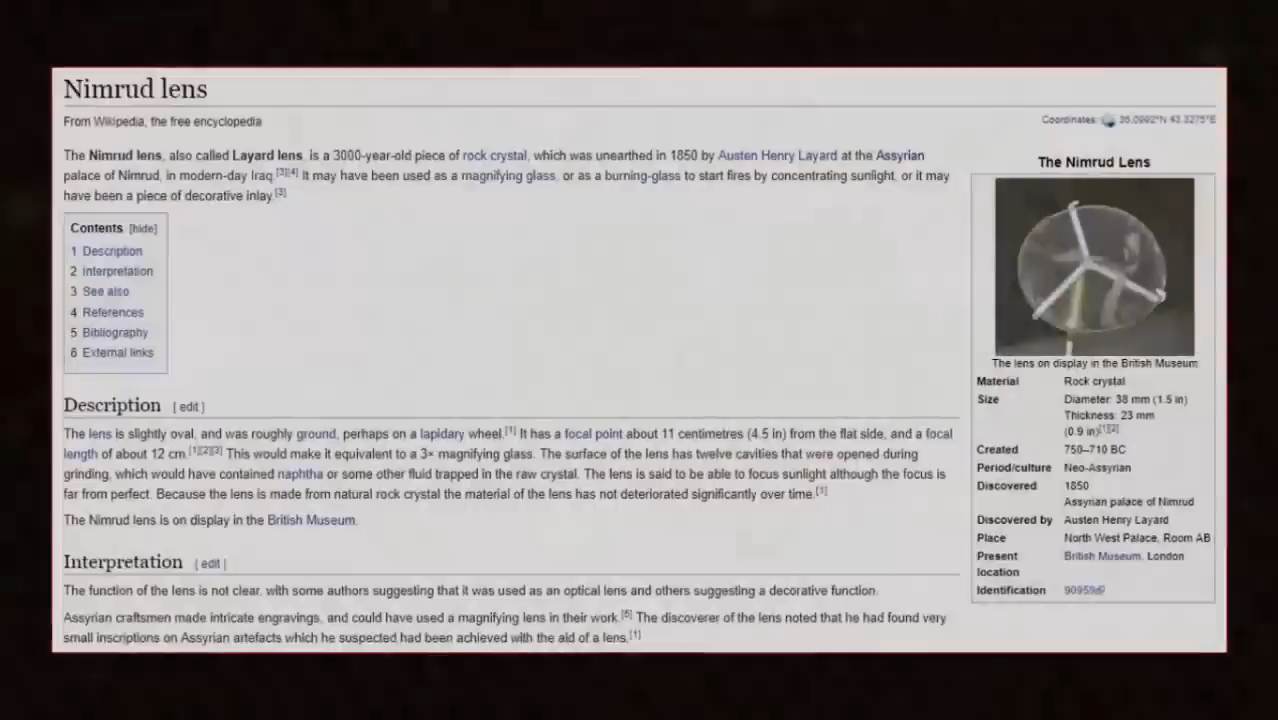 Nimrud lens
From Wikipedia, the free encyclopedia
Coordinates: 36.0992°N 43.3275°E
The Nimrud lens, also called Layard lens, is a 3000-year-old piece of rock crystal, which was unearthed in 1850 by Austen Henry Layard at the Assyrian
palace of Nimrud, in modern-day Iraq.[3][4] It may have been used as a magnifying glass, or as a burning-glass to start fires by concentrating sunlight, or it may
have been a piece of decorative inlay.[3]
Contents [hide]
1 Description
2 Interpretation
3 See also
4 References
5 Bibliography
6 External links
Description [ edit ]
The lens is slightly oval, and was roughly ground, perhaps on a lapidary wheel.[1] It has a focal point about 11 centimetres (4.5 in) from the flat side, and a focal
length of about 12 cm.[1][2][3] This would make it equivalent to a 3× magnifying glass. The surface of the lens has twelve cavities that were opened during
grinding, which would have contained naphtha or some other fluid trapped in the raw crystal. The lens is said to be able to focus sunlight although the focus is
far from perfect. Because the lens is made from natural rock crystal the material of the lens has not deteriorated significantly over time.[1]
The Nimrud lens is on display in the British Museum.
Interpretation [ edit ]
The function of the lens is not clear, with some authors suggesting that it was used as an optical lens and others suggesting a decorative function.
Assyrian craftsmen made intricate engravings, and could have used a magnifying lens in their work.[5] The discoverer of the lens noted that he had found very
small inscriptions on Assyrian artefacts which he suspected had been achieved with the aid of a lens.[1]
The Nimrud Lens
The lens on display in the British Museum
Material Rock crystal
Size Diameter: 38 mm (1.5 in)
Thickness: 23 mm
(0.9 in)[1][2]
Created 750–710 BC
Period/culture Neo-Assyrian
Discovered 1850
Assyrian palace of Nimrud
Discovered by Austen Henry Layard
Place North West Palace, Room AB
Present British Museum, London
location
Identification 90959